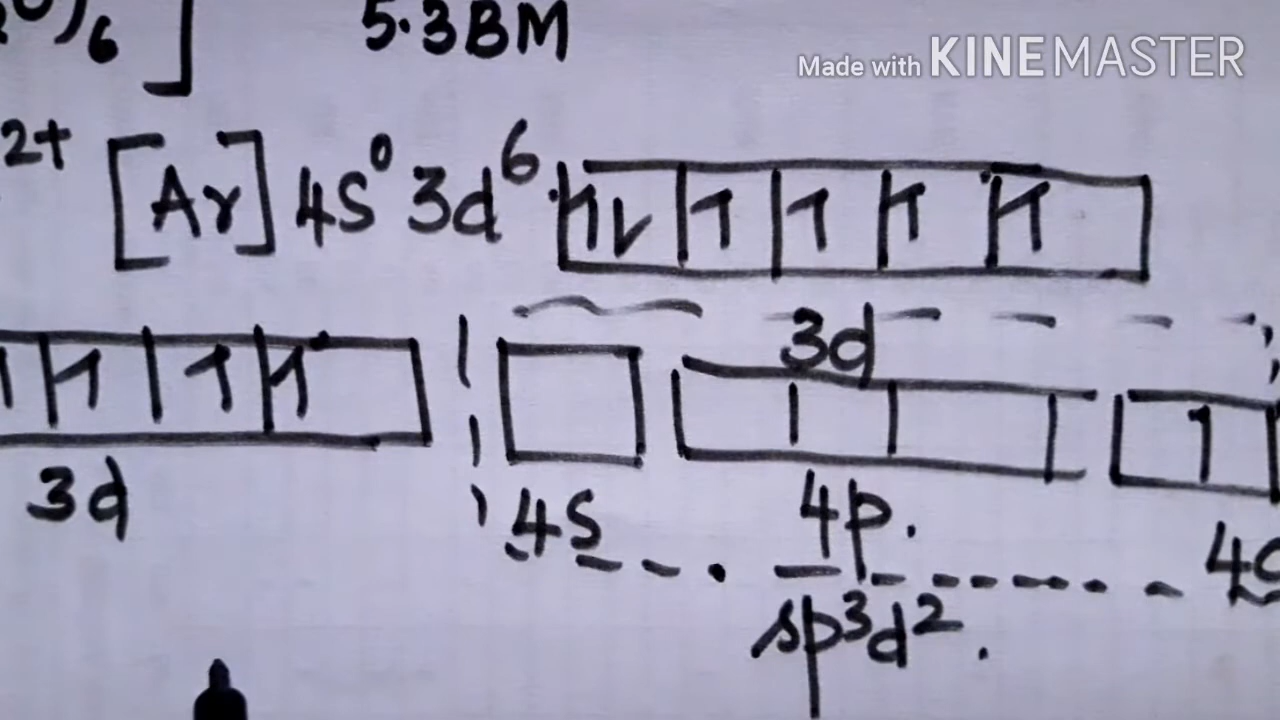 )6] 5.3BM
Made with KINEMASTER
2+ [Ar] 4s⁰ 3d⁶
3d
3d 4s 4p.
sp³d².